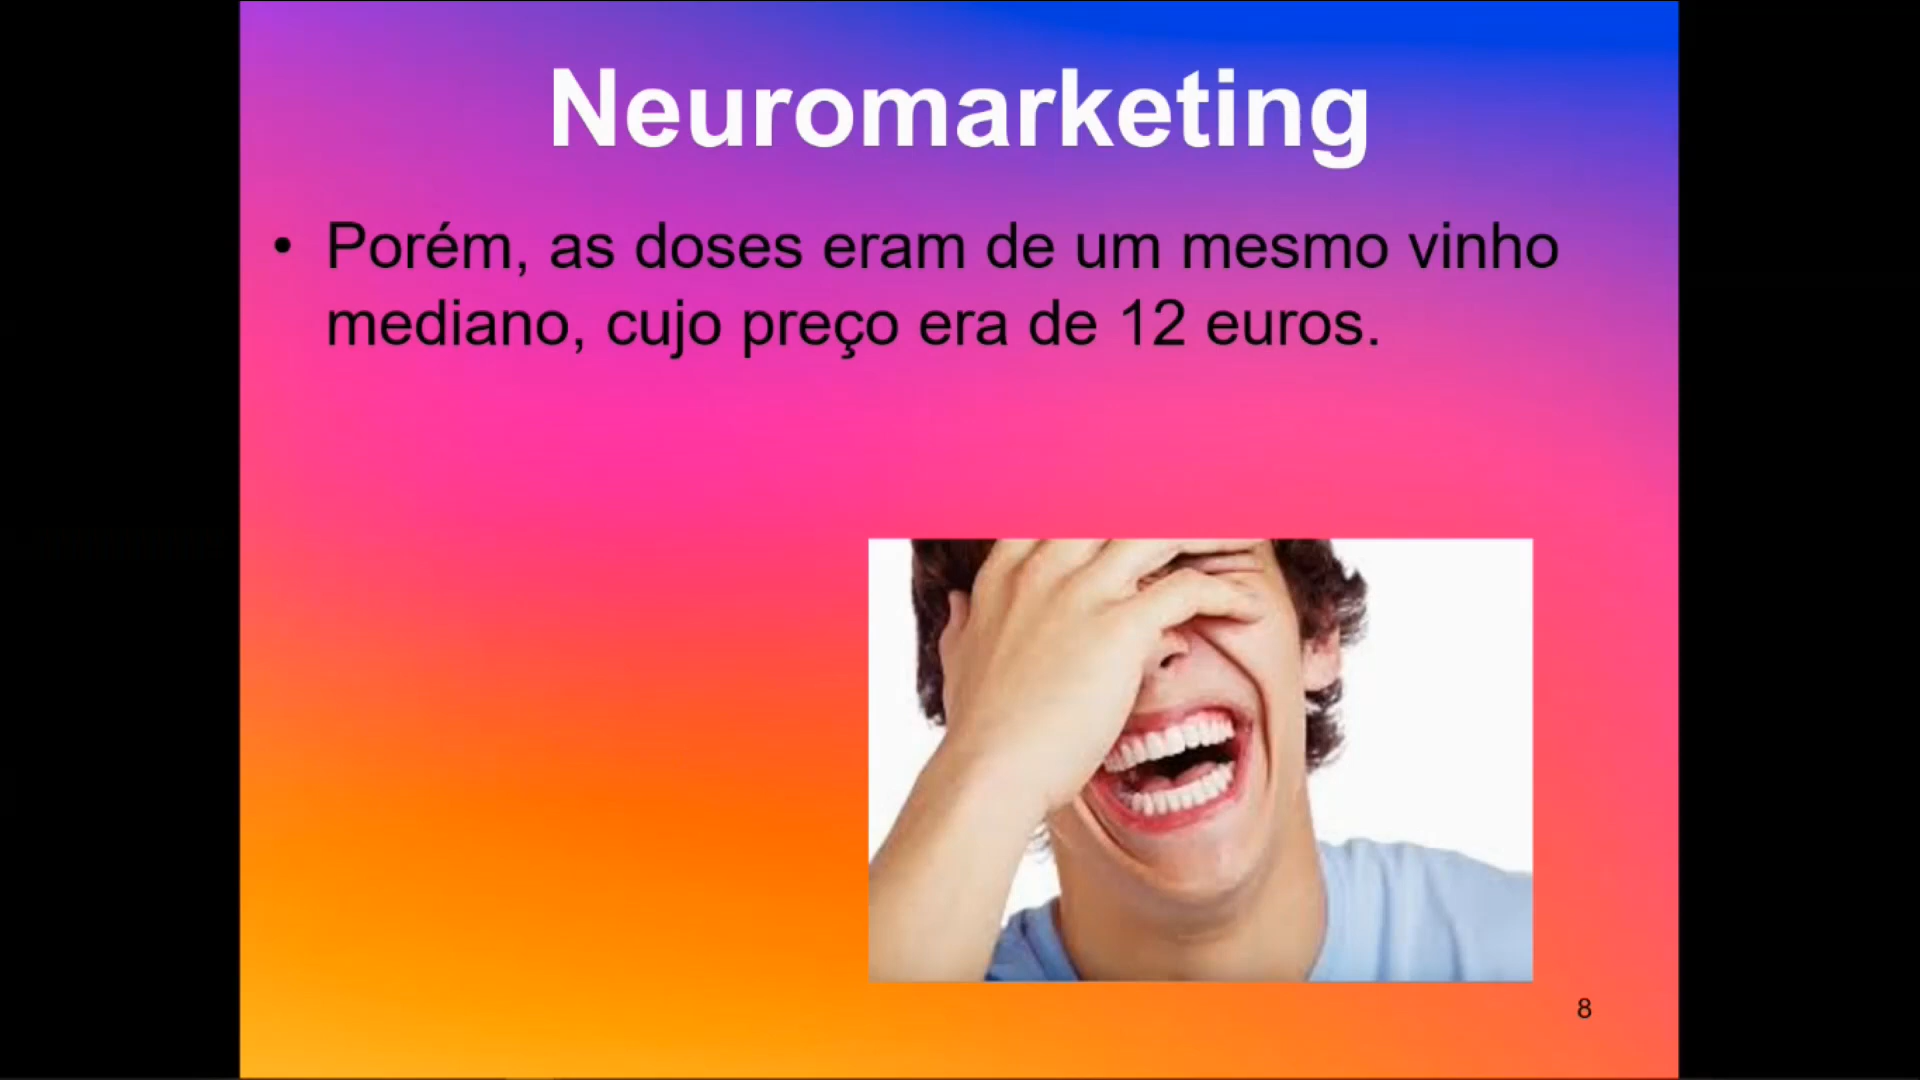 Neuromarketing
• Porém, as doses eram de um mesmo vinho
mediano, cujo preço era de 12 euros.
8